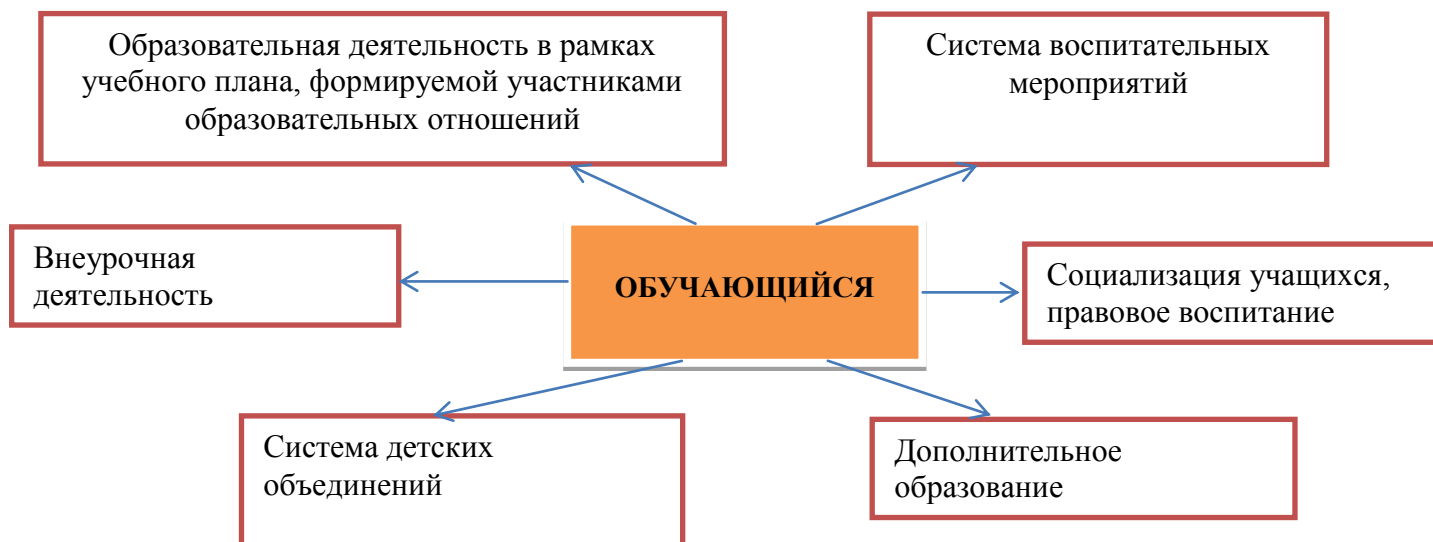 Образовательная деятельность в рамках
учебного плана, формируемой участниками
образовательных отношений
Система воспитательных
мероприятий
Внеурочная
деятельность
ОБУЧАЮЩИЙСЯ
Социализация учащихся,
правовое воспитание
Система детских
объединений
Дополнительное
образование